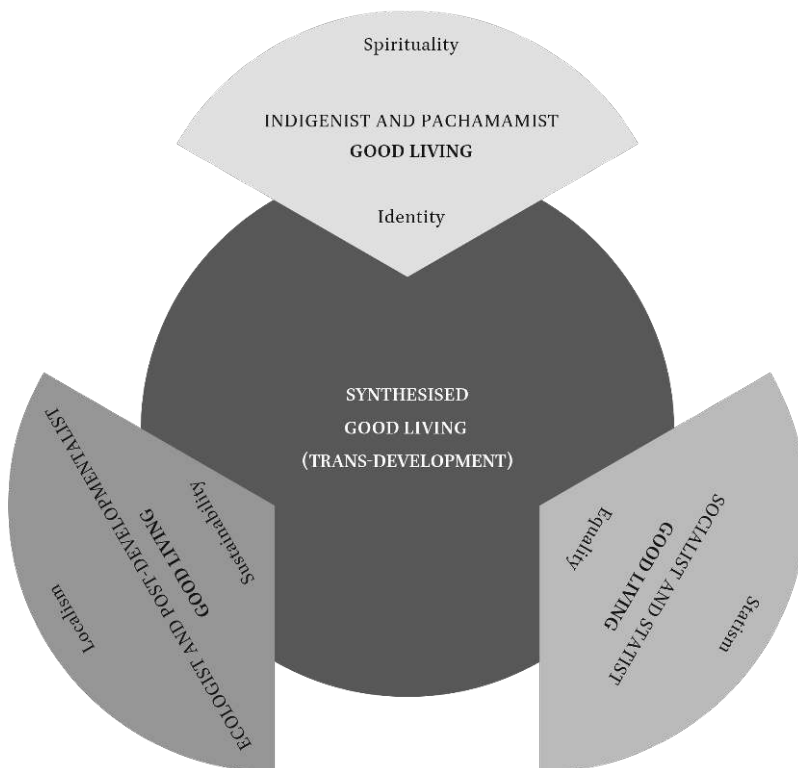 Spirituality
INDIGENIST AND PACHAMAMIST
GOOD LIVING
Identity
SYNTHESISED
GOOD LIVING
(TRANS-DEVELOPMENT)
Sustainability
GOOD LIVING
ECOLOGIST AND POST-DEVELOPMENTALIST
Localism
Equality
GOOD LIVING
SOCIALIST AND STATIST
Statism